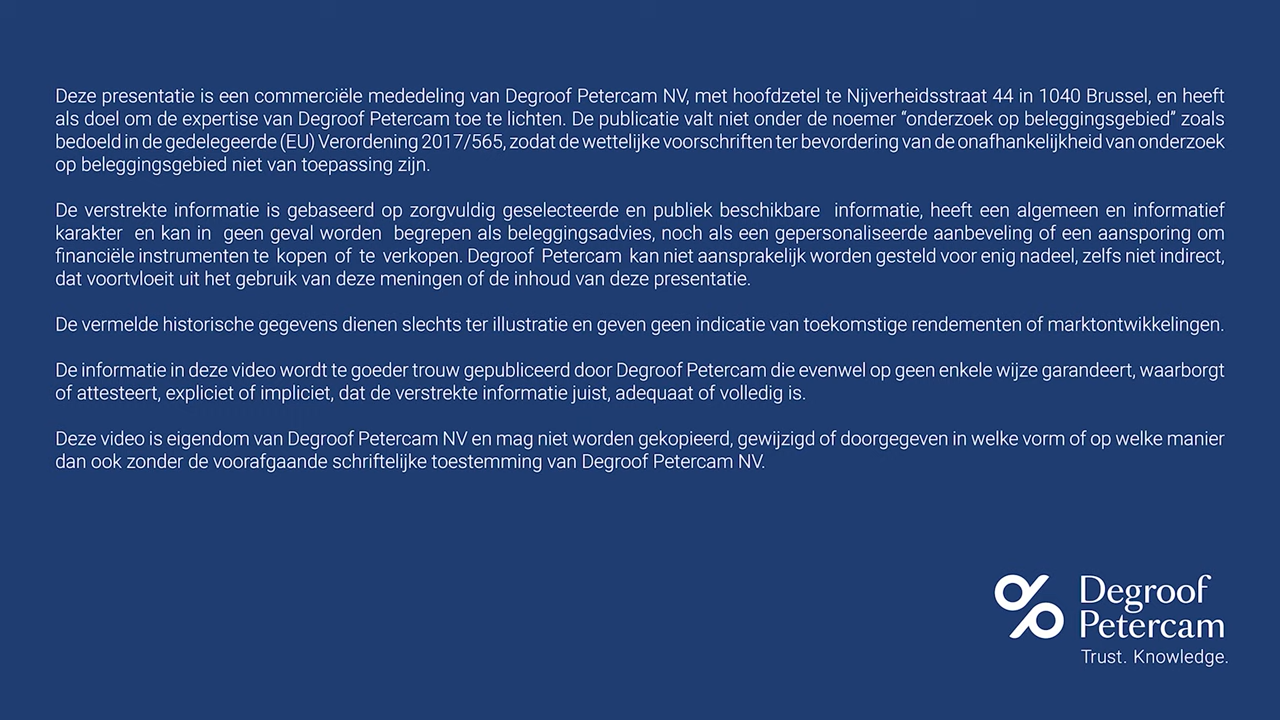 Deze presentatie is een commerciële mededeling van Degroof Petercam NV, met hoofdzetel te Nijverheidsstraat 44 in 1040 Brussel, en heeft
als doel om de expertise van Degroof Petercam toe te lichten. De publicatie valt niet onder de noemer “onderzoek op beleggingsgebied” zoals
bedoeld in de gedelegeerde (EU) Verordening 2017/565, zodat de wettelijke voorschriften ter bevordering van de onafhankelijkheid van onderzoek
op beleggingsgebied niet van toepassing zijn.
De verstrekte informatie is gebaseerd op zorgvuldig geselecteerde en publiek beschikbare informatie, heeft een algemeen en informatief
karakter en kan in geen geval worden begrepen als beleggingsadvies, noch als een gepersonaliseerde aanbeveling of een aansporing om
financiële instrumenten te kopen of te verkopen. Degroof Petercam kan niet aansprakelijk worden gesteld voor enig nadeel, zelfs niet indirect,
dat voortvloeit uit het gebruik van deze meningen of de inhoud van deze presentatie.
De vermelde historische gegevens dienen slechts ter illustratie en geven geen indicatie van toekomstige rendementen of marktontwikkelingen.
De informatie in deze video wordt te goeder trouw gepubliceerd door Degroof Petercam die evenwel op geen enkele wijze garandeert, waarborgt
of attesteert, expliciet of impliciet, dat de verstrekte informatie juist, adequaat of volledig is.
Deze video is eigendom van Degroof Petercam NV en mag niet worden gekopieerd, gewijzigd of doorgegeven in welke vorm of op welke manier
dan ook zonder de voorafgaande schriftelijke toestemming van Degroof Petercam NV.
Degroof
Petercam
Trust. Knowledge.